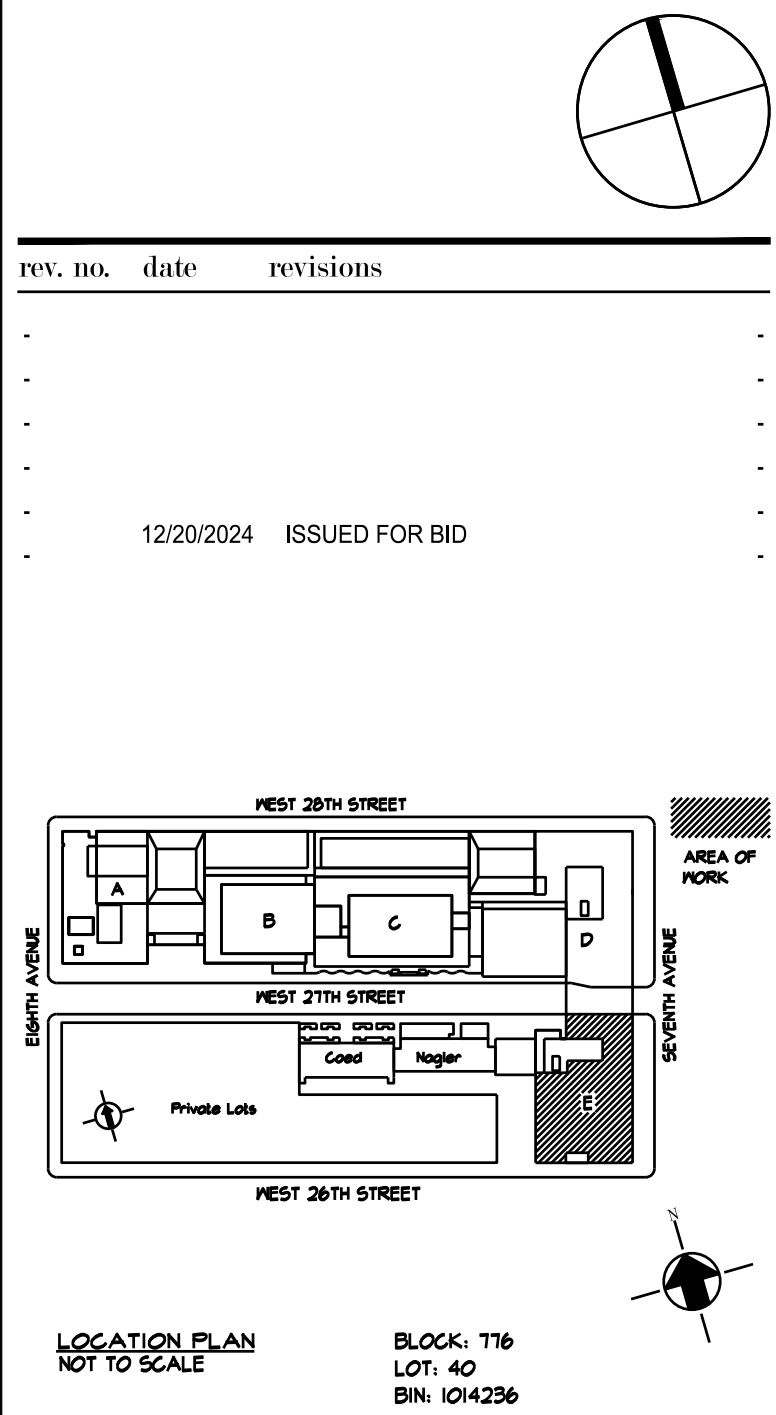 rev. no. date revisions
-
-
-
-
-
-
-
-
-
-
12/20/2024 ISSUED FOR BID
-
-
WEST 28TH STREET
AREA OF
WORK
A
B
C
D
EIGHTH AVENUE
SEVENTH AVENUE
WEST 27TH STREET
Coed
Nagler
E
Private Lots
WEST 26TH STREET
N
LOCATION PLAN
NOT TO SCALE
BLOCK: 776
LOT: 40
BIN: 1014236